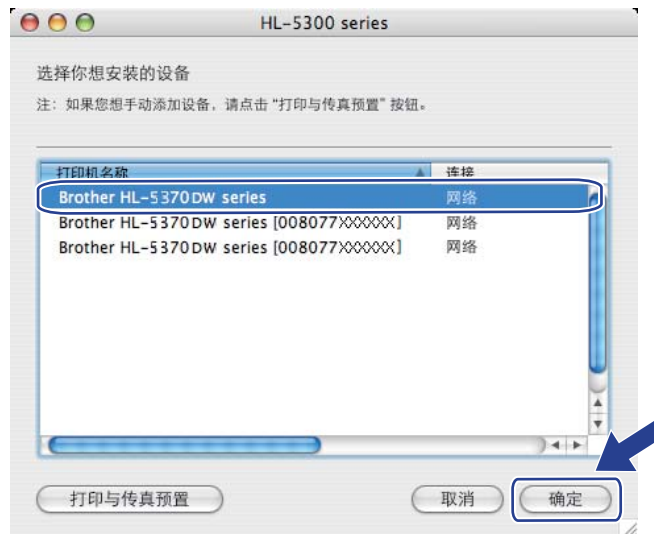 HL-5300 series
选择你想安装的设备
注：如果您想手动添加设备，请点击 “打印与传真预置” 按钮。
打印机名称 连接
Brother HL-5370DW series 网络
Brother HL-5370DW series [008077XXXXXX] 网络
Brother HL-5370DW series [008077XXXXXX] 网络
打印与传真预置 取消 确定